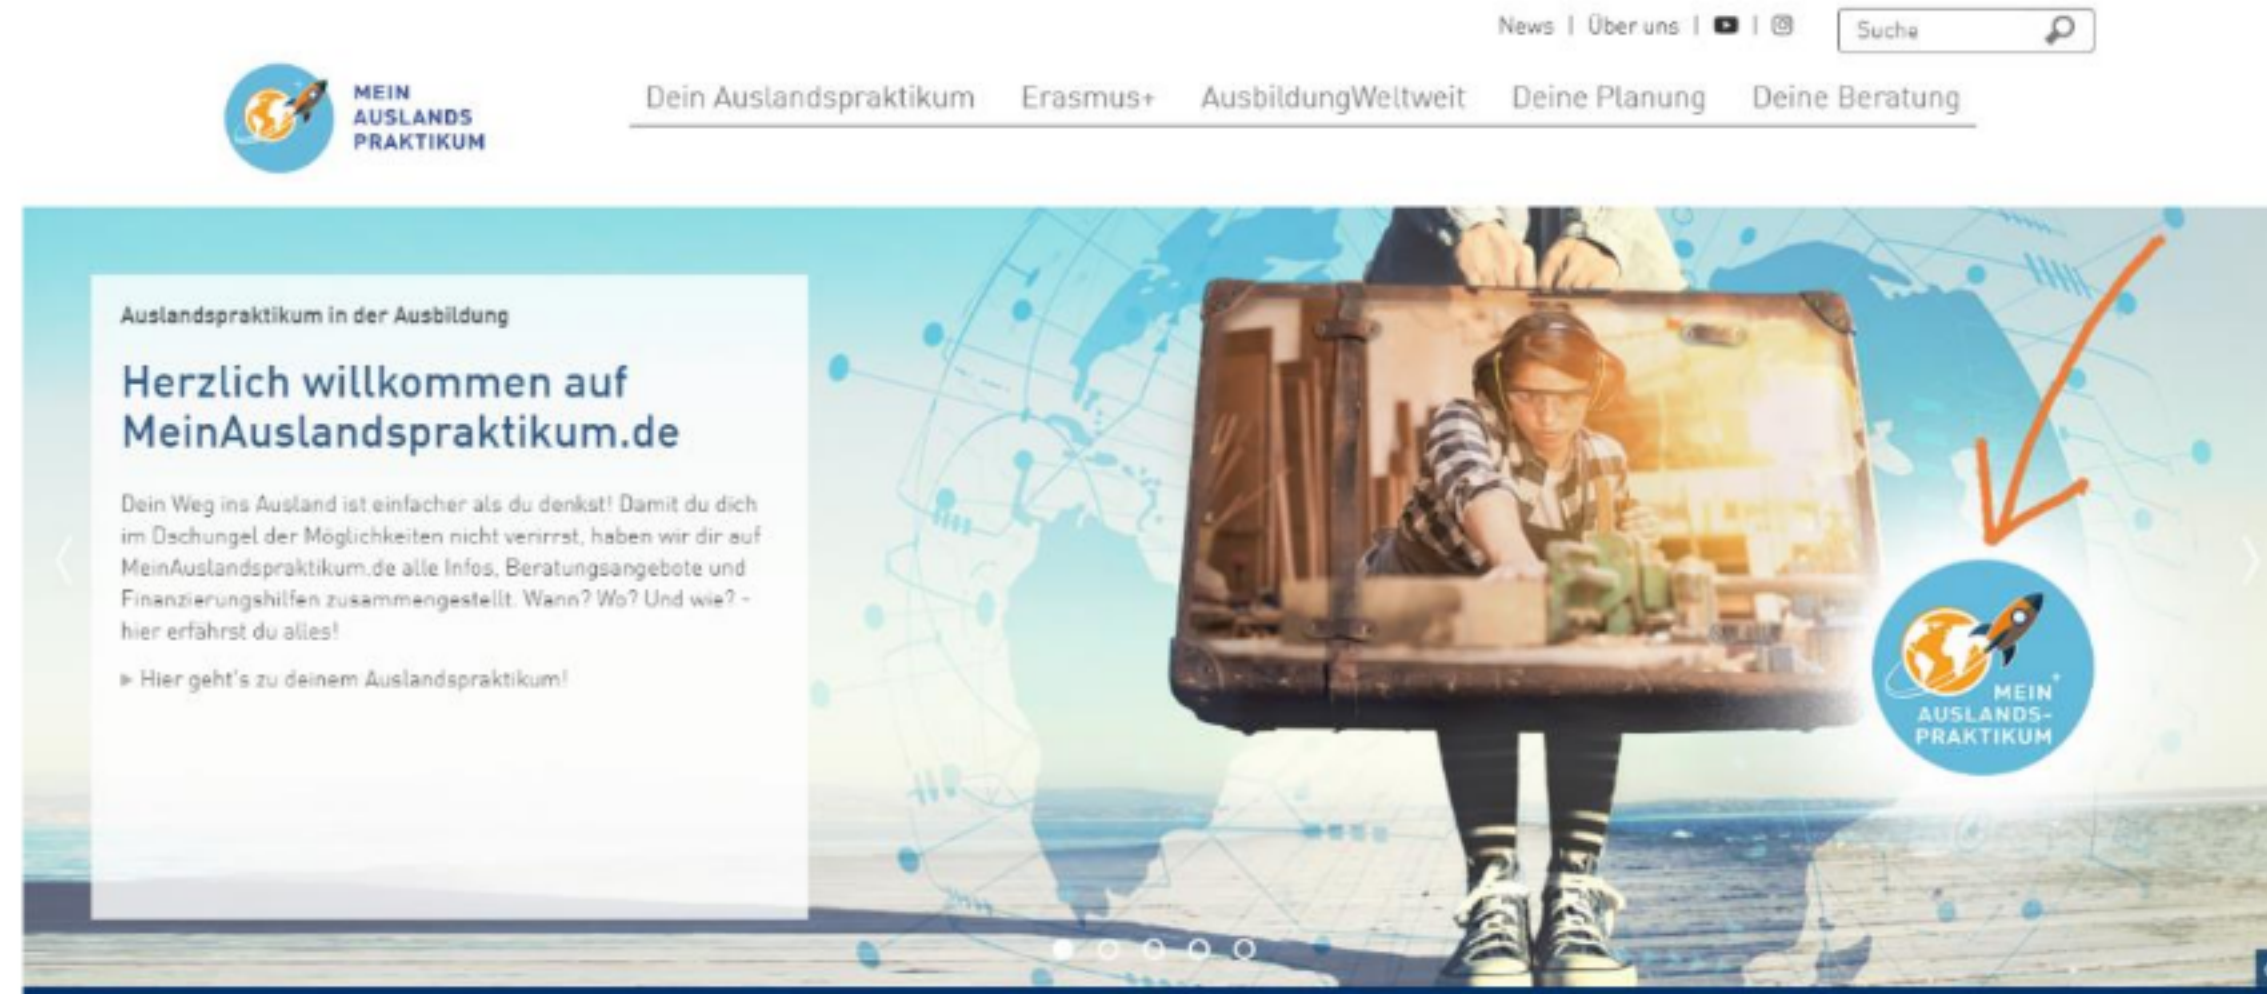 News | Über uns | |
Suche
MEIN
AUSLANDS
PRAKTIKUM
Dein Auslandspraktikum Erasmus+ AusbildungWeltweit Deine Planung Deine Beratung
Auslandspraktikum in der Ausbildung
Herzlich willkommen auf
MeinAuslandspraktikum.de
Dein Weg ins Ausland ist einfacher als du denkst! Damit du dich
im Dschungel der Möglichkeiten nicht verirrst, haben wir dir auf
MeinAuslandspraktikum.de alle Infos, Beratungsangebote und
Finanzierungshilfen zusammengestellt. Wann? Wo? Und wie? -
hier erfährst du alles!
▸ Hier geht's zu deinem Auslandspraktikum!
MEIN
AUSLANDS-
PRAKTIKUM